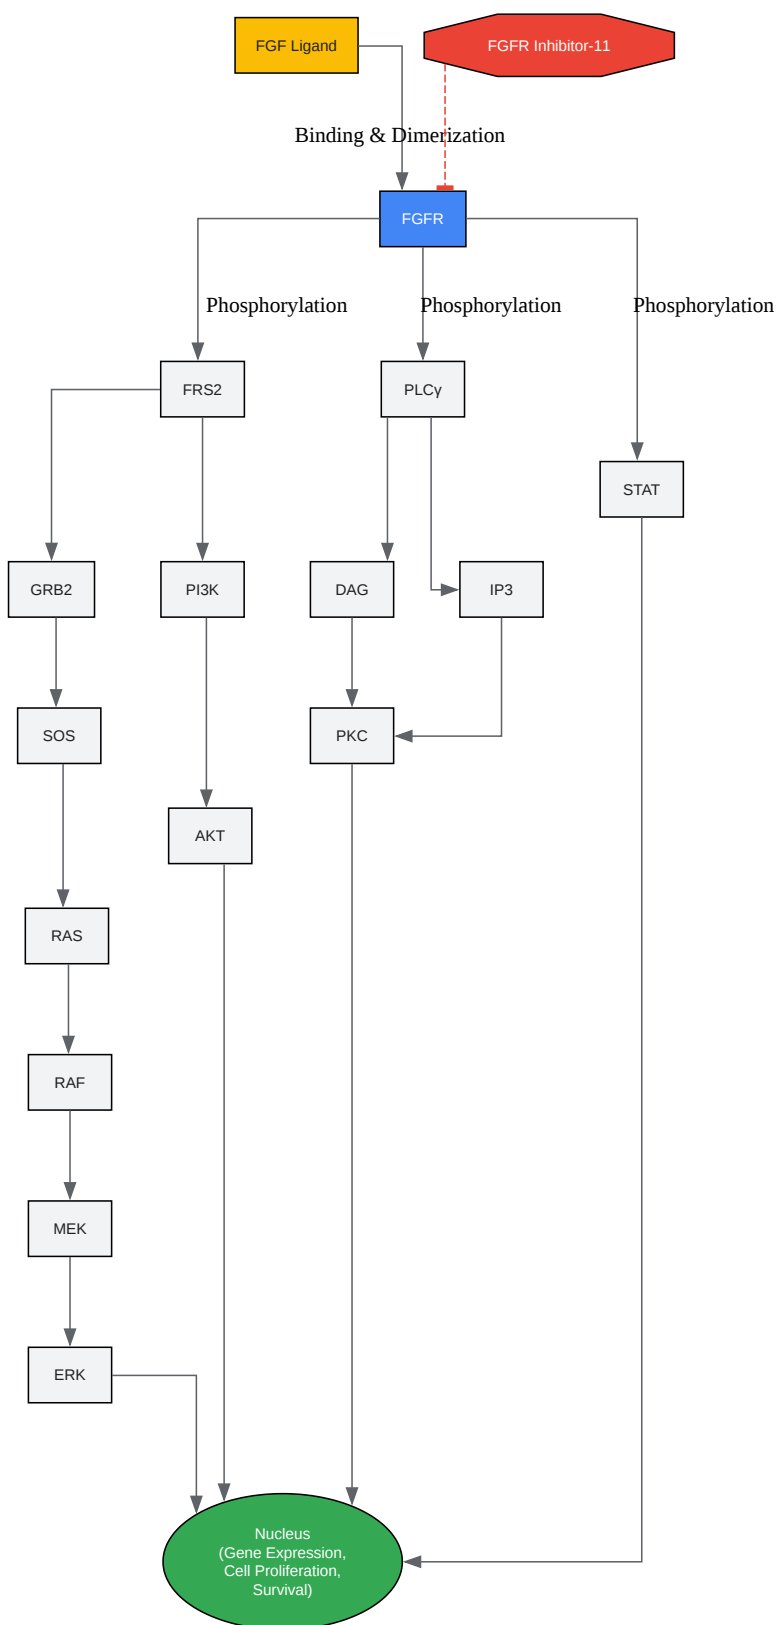 FGF Ligand
FGFR Inhibitor-11
Binding & Dimerization
FGFR
Phosphorylation
Phosphorylation
Phosphorylation
FRS2
PLCγ
STAT
GRB2
PI3K
DAG
IP3
SOS
PKC
AKT
RAS
RAF
MEK
ERK
Nucleus
(Gene Expression,
Cell Proliferation,
Survival)